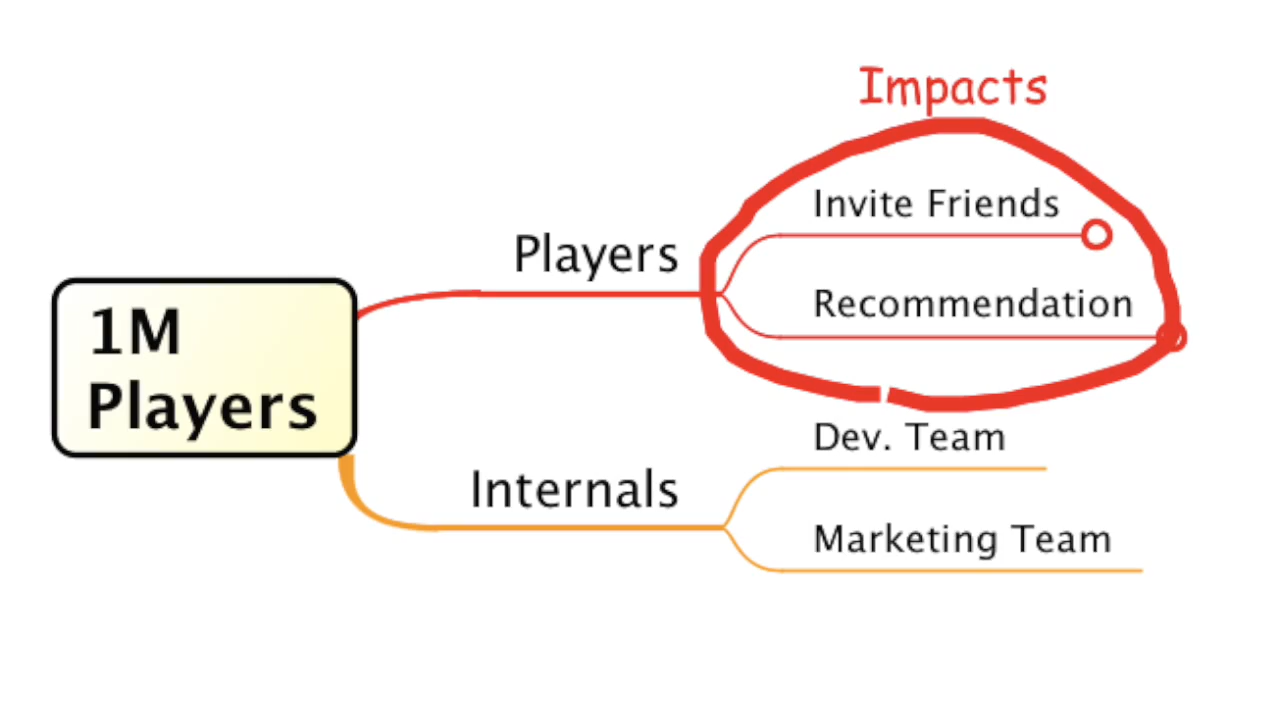 Impacts
Invite Friends
Players
Recommendation
1M
Players
Dev. Team
Internals
Marketing Team